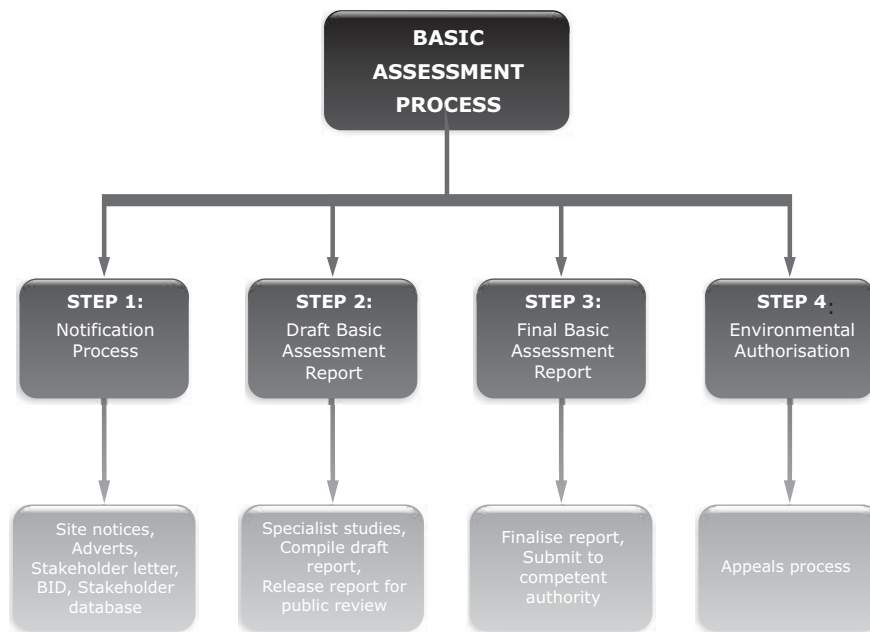 BASIC
ASSESSMENT
PROCESS
STEP 1:
Notification
Process
STEP 2:
Draft Basic
Assessment
Report
STEP 3:
Final Basic
Assessment
Report
STEP 4:
Environmental
Authorisation
Site notices,
Adverts,
Stakeholder letter,
BID, Stakeholder
database
Specialist studies,
Compile draft
report,
Release report for
public review
Finalise report,
Submit to
competent
authority
Appeals process